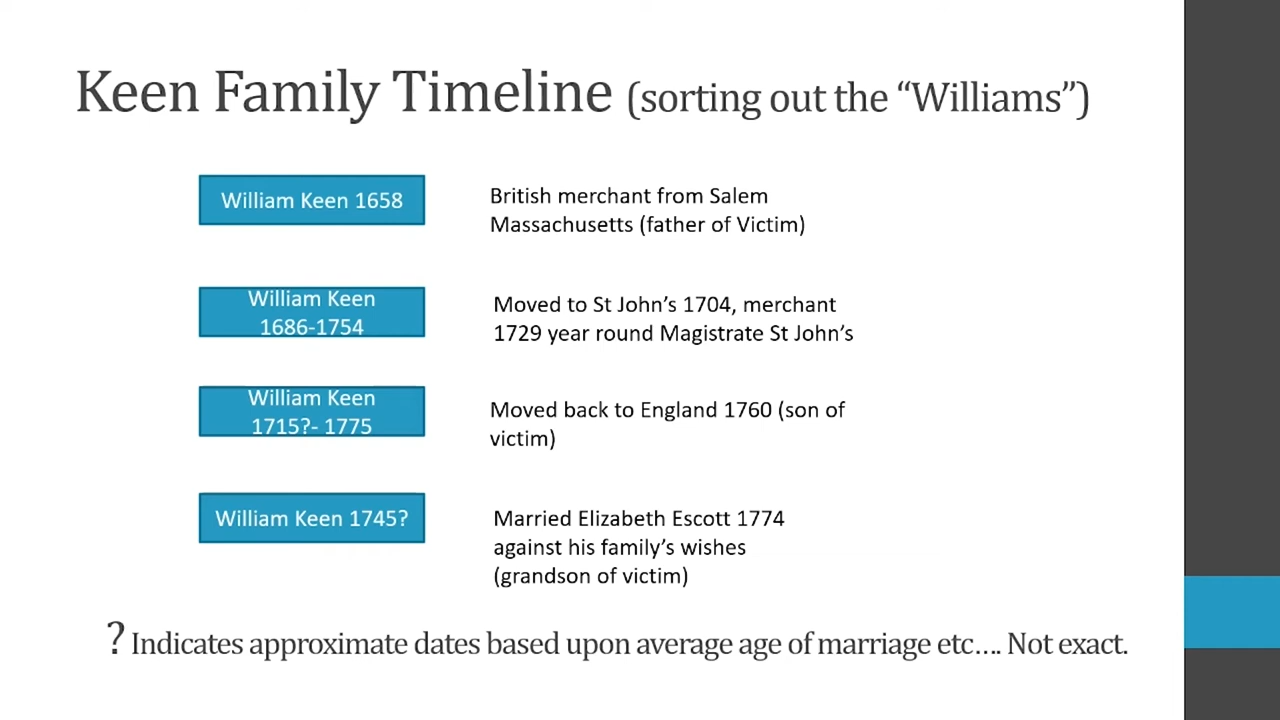 Keen Family Timeline (sorting out the “Williams”)
William Keen 1658
British merchant from Salem
Massachusetts (father of Victim)
William Keen
1686-1754
Moved to St John’s 1704, merchant
1729 year round Magistrate St John’s
William Keen
1715?- 1775
Moved back to England 1760 (son of
victim)
William Keen 1745?
Married Elizabeth Escott 1774
against his family’s wishes
(grandson of victim)
? Indicates approximate dates based upon average age of marriage etc…. Not exact.